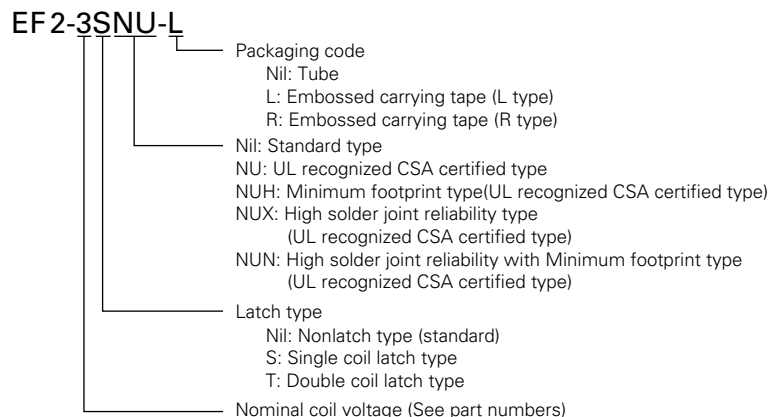 EF2-3SNU-L
Packaging code
Nil: Tube
L: Embossed carrying tape (L type)
R: Embossed carrying tape (R type)
Nil: Standard type
NU: UL recognized CSA certified type
NUH: Minimum footprint type(UL recognized CSA certified type)
NUX: High solder joint reliability type
(UL recognized CSA certified type)
NUN: High solder joint reliability with Minimum footprint type
(UL recognized CSA certified type)
Latch type
Nil: Nonlatch type (standard)
S: Single coil latch type
T: Double coil latch type
Nominal coil voltage (See part numbers)